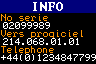 INFO
No serie
02099989
Vers progiciel
214.068.01.01
Telephone
+44(0)1234847799